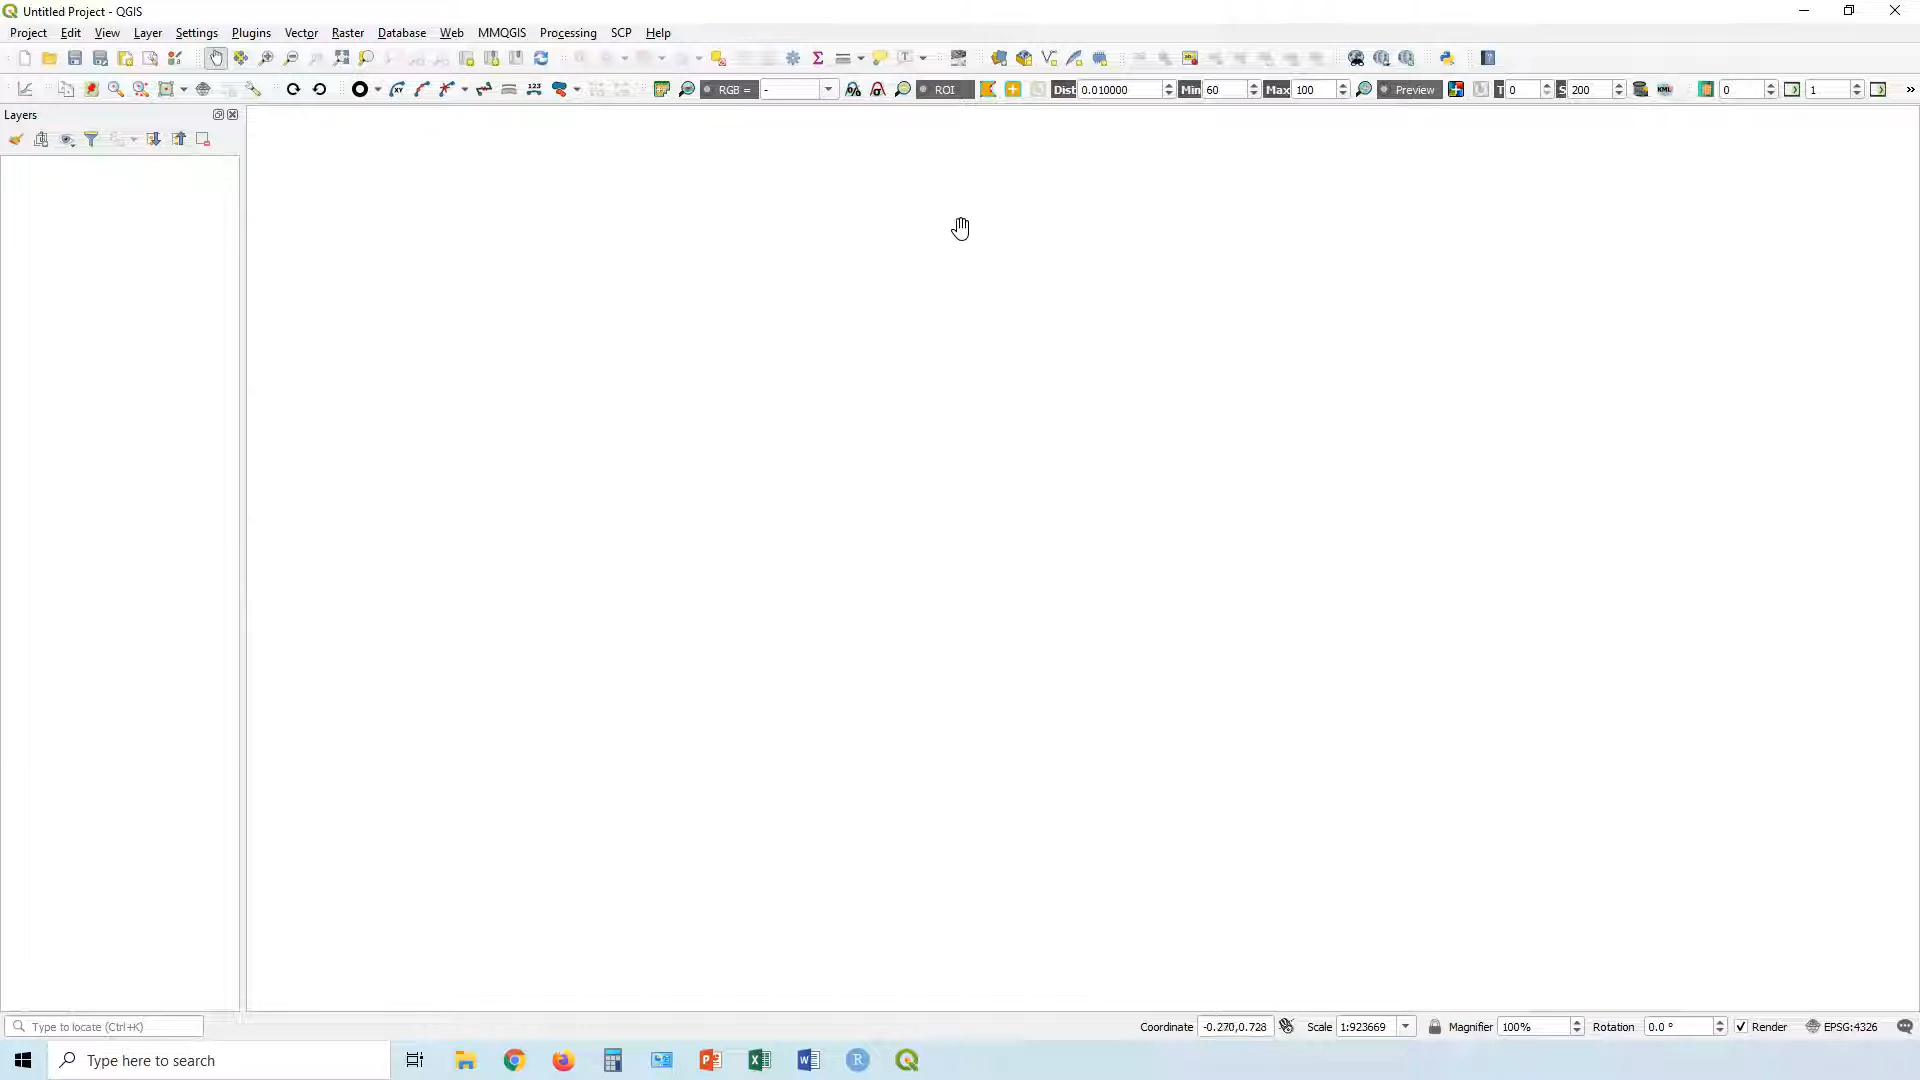 Untitled Project - QGIS
Project Edit View Layer Settings Plugins Vector Raster Database Web MMQGIS Processing SCP Help
RGB = - ROI Dist 0.010000 Min 60 Max 100 Preview T 0 S 200 KML 0 1 »
Layers
Type to locate (Ctrl+K) Coordinate -0.270,0.728 Scale 1:923669 Magnifier 100% Rotation 0.0 ° Render EPSG:4326
Type here to search